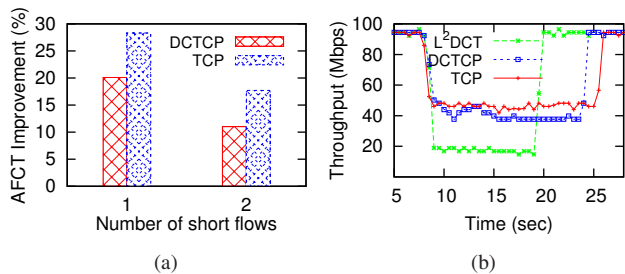 AFCT Improvement (%)
30
25
20
15
10
5
0
DCTCP
TCP
1
2
Number of short flows
(a)
Throughput (Mbps)
100
80
60
40
20
L²DCT
DCTCP
TCP
5
10
15
20
25
Time (sec)
(b)